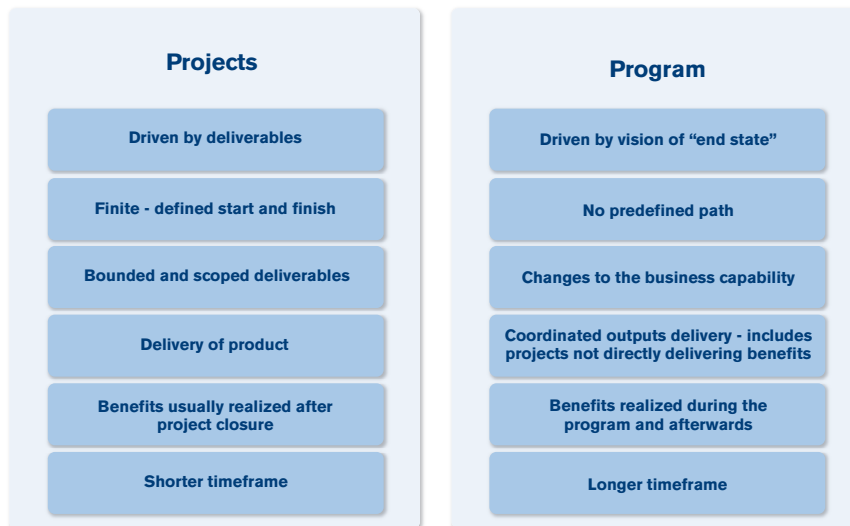 Projects
Driven by deliverables
Finite - defined start and finish
Bounded and scoped deliverables
Delivery of product
Benefits usually realized after
project closure
Shorter timeframe
Program
Driven by vision of “end state”
No predefined path
Changes to the business capability
Coordinated outputs delivery - includes
projects not directly delivering benefits
Benefits realized during the
program and afterwards
Longer timeframe